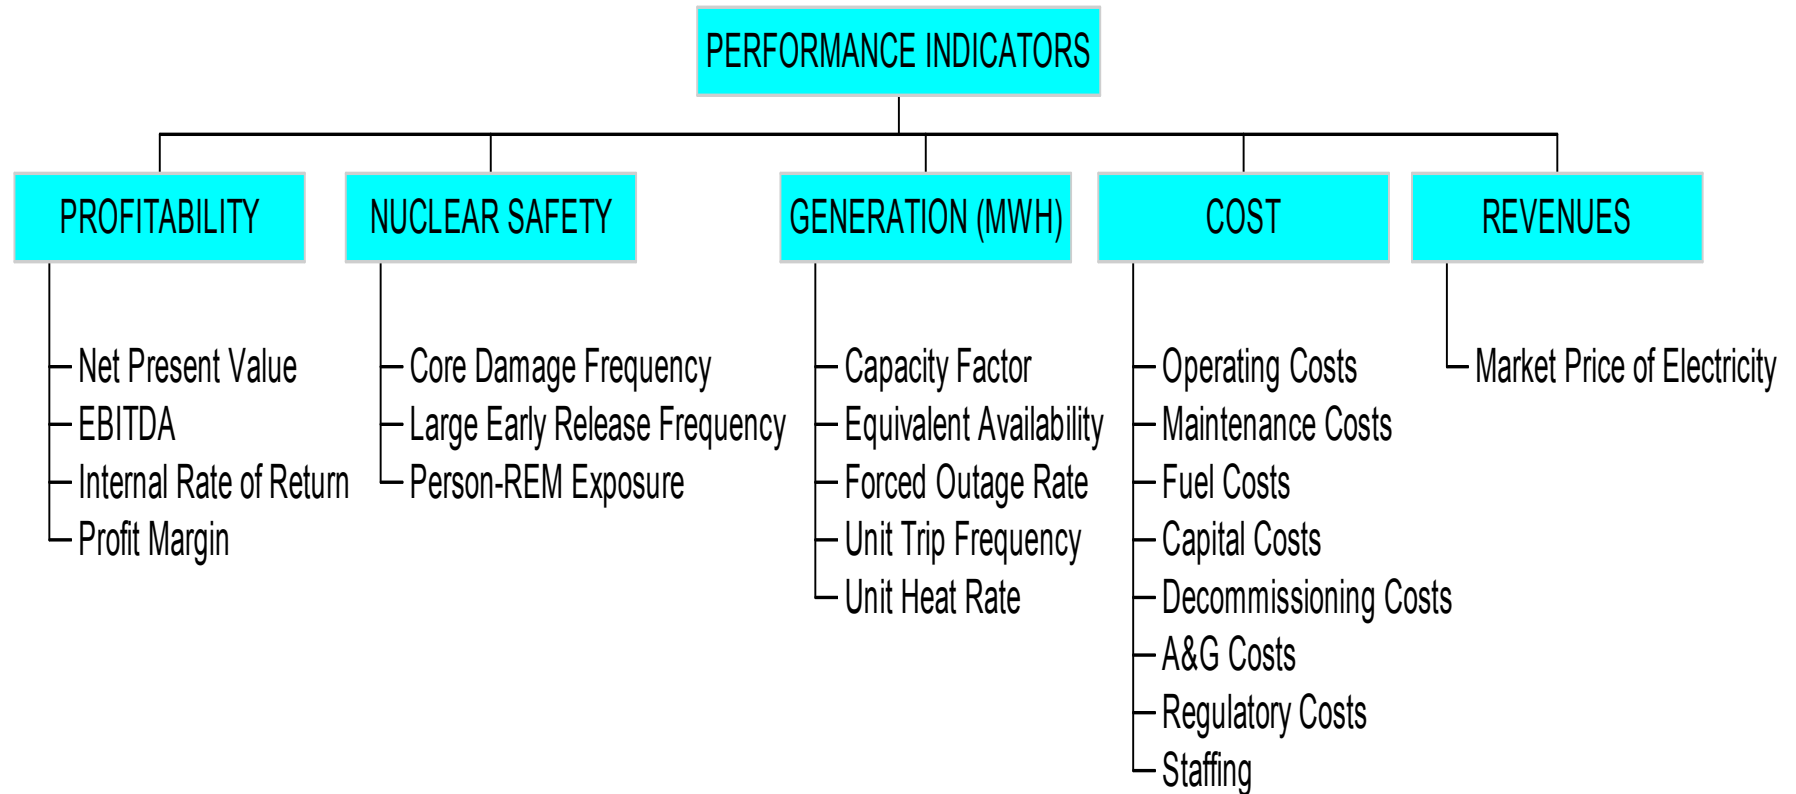 PERFORMANCE INDICATORS
PROFITABILITY
Net Present Value
EBITDA
Internal Rate of Return
Profit Margin
NUCLEAR SAFETY
Core Damage Frequency
Large Early Release Frequency
Person-REM Exposure
GENERATION (MWH)
Capacity Factor
Equivalent Availability
Forced Outage Rate
Unit Trip Frequency
Unit Heat Rate
COST
Operating Costs
Maintenance Costs
Fuel Costs
Capital Costs
Decommissioning Costs
A&G Costs
Regulatory Costs
Staffing
REVENUES
Market Price of Electricity